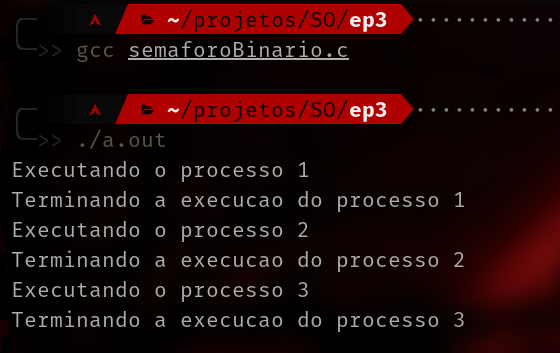 ~/projetos/SO/ep3
>> gcc semaforoBinario.c
~/projetos/SO/ep3
>> ./a.out
Executando o processo 1
Terminando a execucao do processo 1
Executando o processo 2
Terminando a execucao do processo 2
Executando o processo 3
Terminando a execucao do processo 3